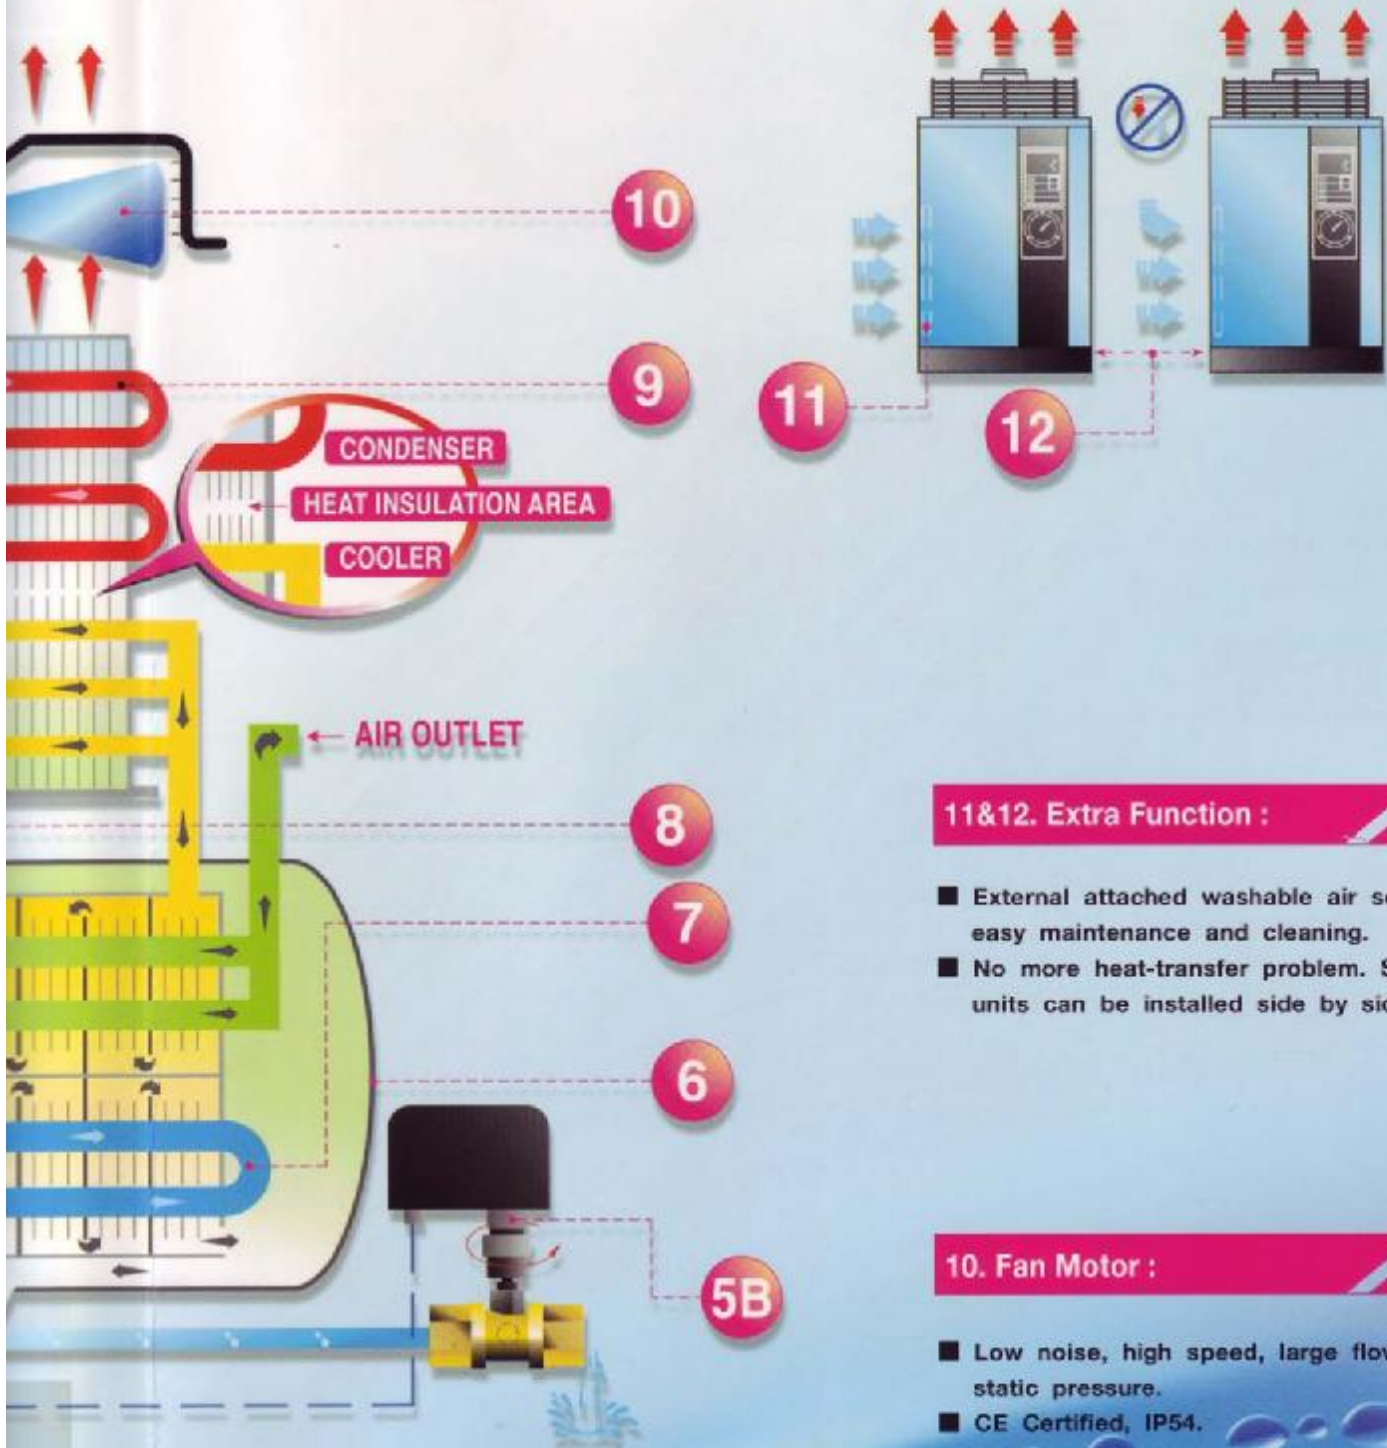 10
9
11
12
CONDENSER
HEAT INSULATION AREA
COOLER
AIR OUTLET
8
7
6
5B
11&12. Extra Function :
■ External attached washable air
easy maintenance and cleaning.
■ No more heat-transfer problem.
units can be installed side by
10. Fan Motor :
■ Low noise, high speed, large
static pressure.
■ CE Certified, IP54.